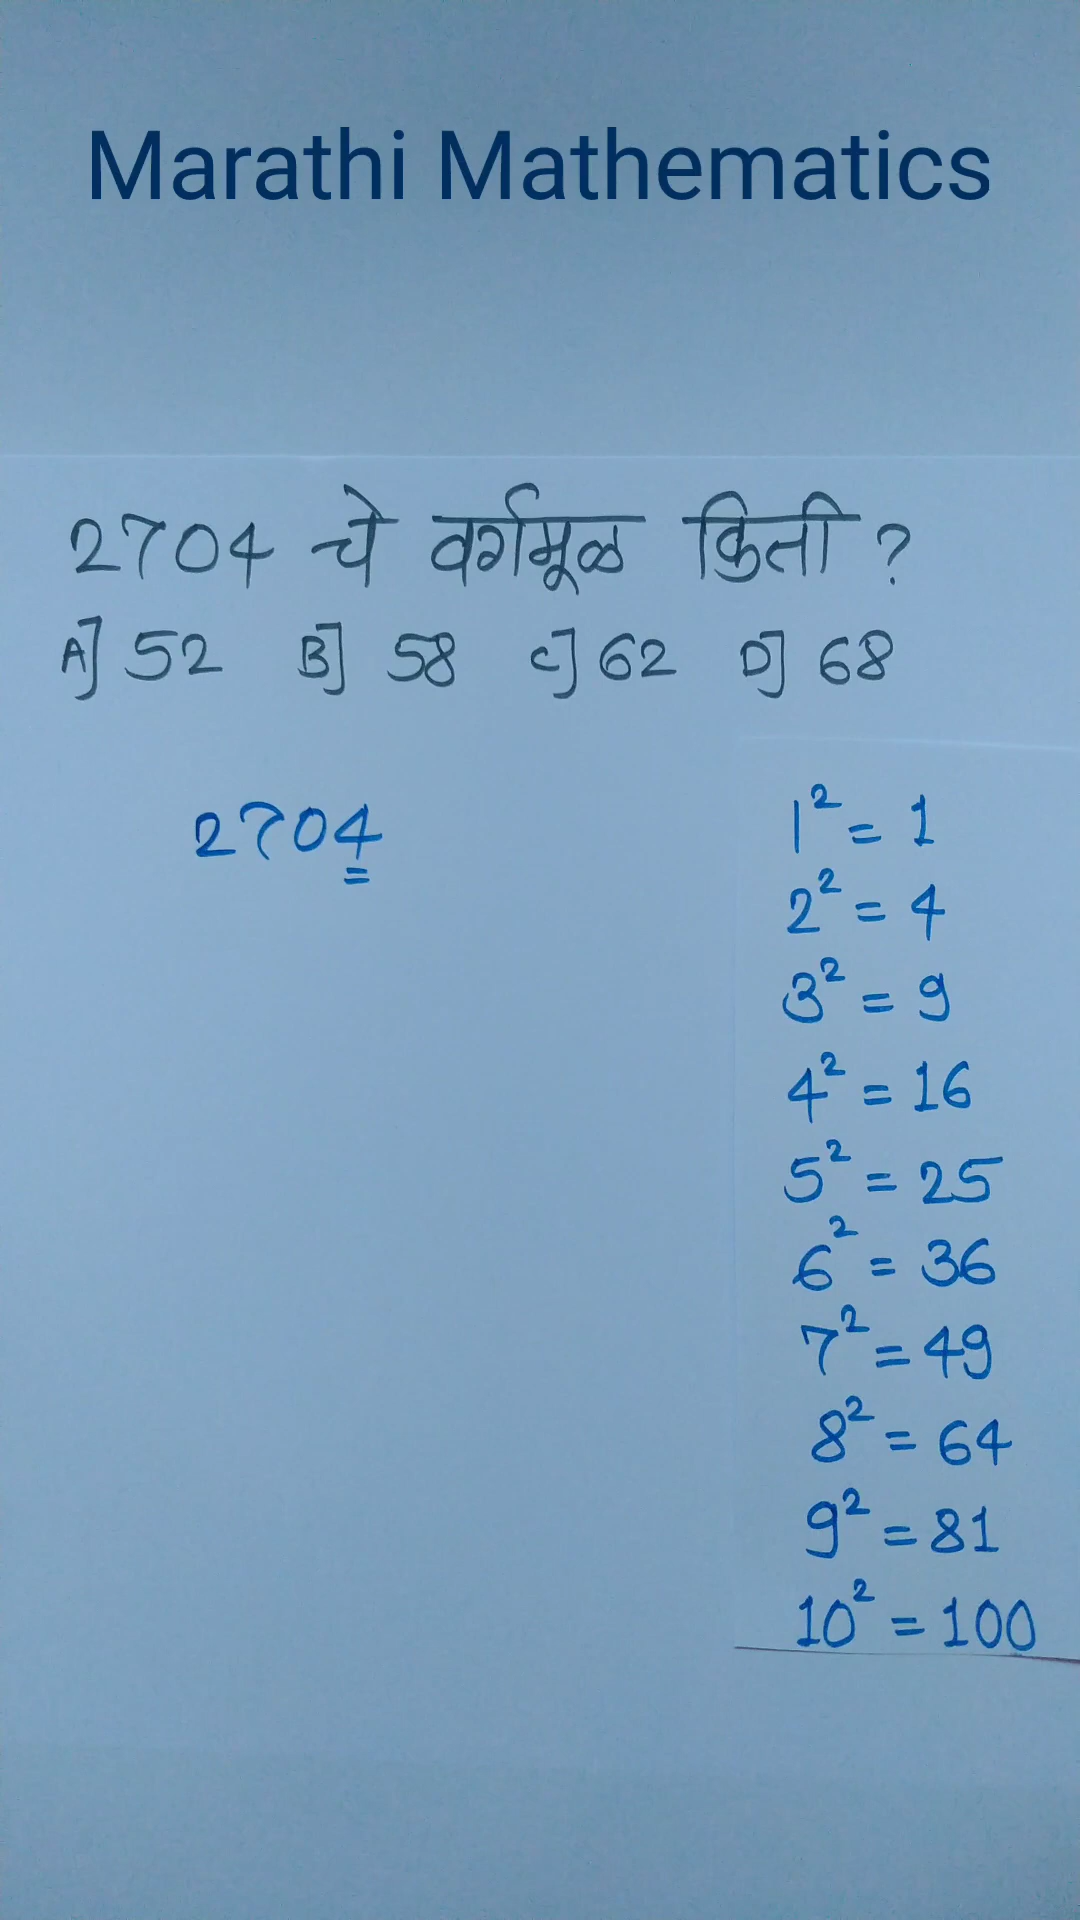 Marathi Mathematics
2704 चे वर्गमूळ किती ?
A] 52 B] 58 C] 62 D] 68
2704
1² = 1
2² = 4
3² = 9
4² = 16
5² = 25
6² = 36
7² = 49
8² = 64
9² = 81
10² = 100